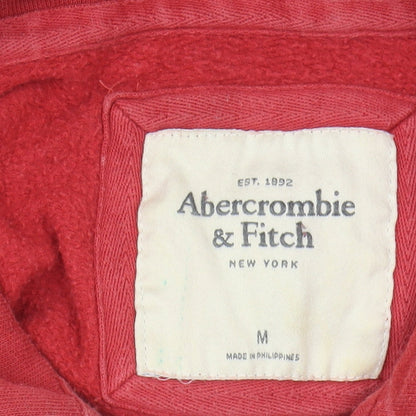 EST. 1892
Abercrombie
& Fitch
NEW YORK
M
MADE IN PHILIPPINES